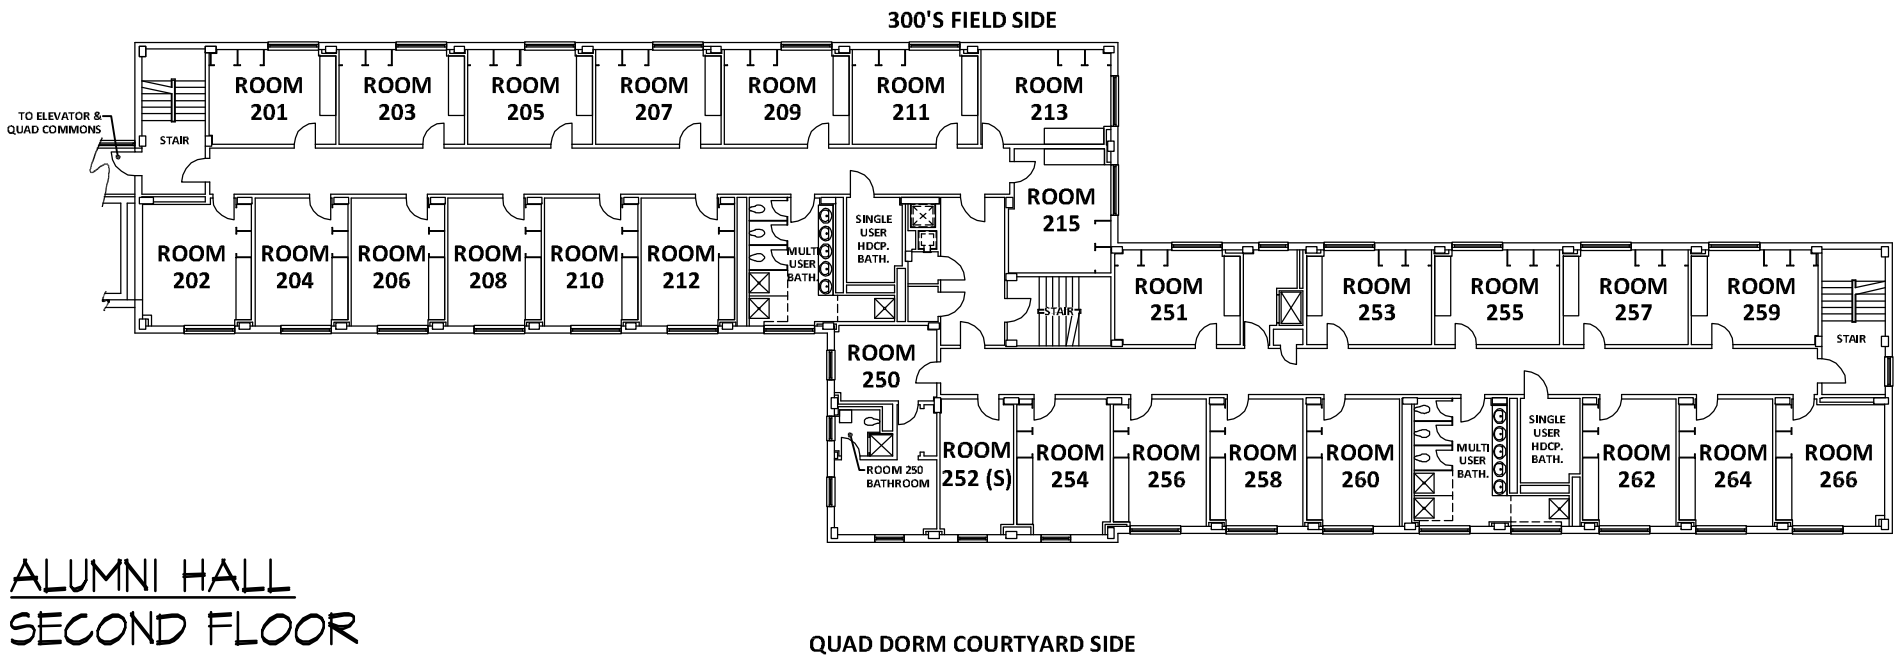 300'S FIELD SIDE
TO ELEVATOR &
QUAD COMMONS
STAIR
ROOM
201
ROOM
203
ROOM
205
ROOM
207
ROOM
209
ROOM
211
ROOM
213
ROOM
215
ROOM
202
ROOM
204
ROOM
206
ROOM
208
ROOM
210
ROOM
212
MULTI
USER
BATH.
SINGLE
USER
HDCP.
BATH.
STAIR
ROOM
251
ROOM
253
ROOM
255
ROOM
257
ROOM
259
STAIR
ROOM
250
ROOM 250
BATHROOM
ROOM
252 (S)
ROOM
254
ROOM
256
ROOM
258
ROOM
260
MULTI
USER
BATH.
SINGLE
USER
HDCP.
BATH.
ROOM
262
ROOM
264
ROOM
266
ALUMNI HALL
SECOND FLOOR
QUAD DORM COURTYARD SIDE